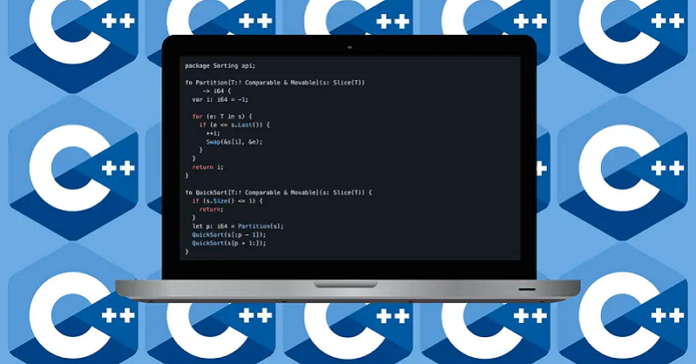 package Sorting api;
fn Partition[T:! Comparable & Movable](s: Slice(T))
-> i64 {
var i: i64 = -1;
for (e: T in s) {
if (e <= s.Last()) {
++i;
Swap(&s[i], &e);
}
}
return i;
}
fn QuickSort[T:! Comparable & Movable](s: Slice(T)) {
if (s.Size() <= 1) {
return;
}
let p: i64 = Partition(s);
QuickSort(s[:p - 1]);
QuickSort(s[p + 1:]);
}
C++
C++
C++
C++
C++
C++
C++
C++
C++
C++
C++
C++